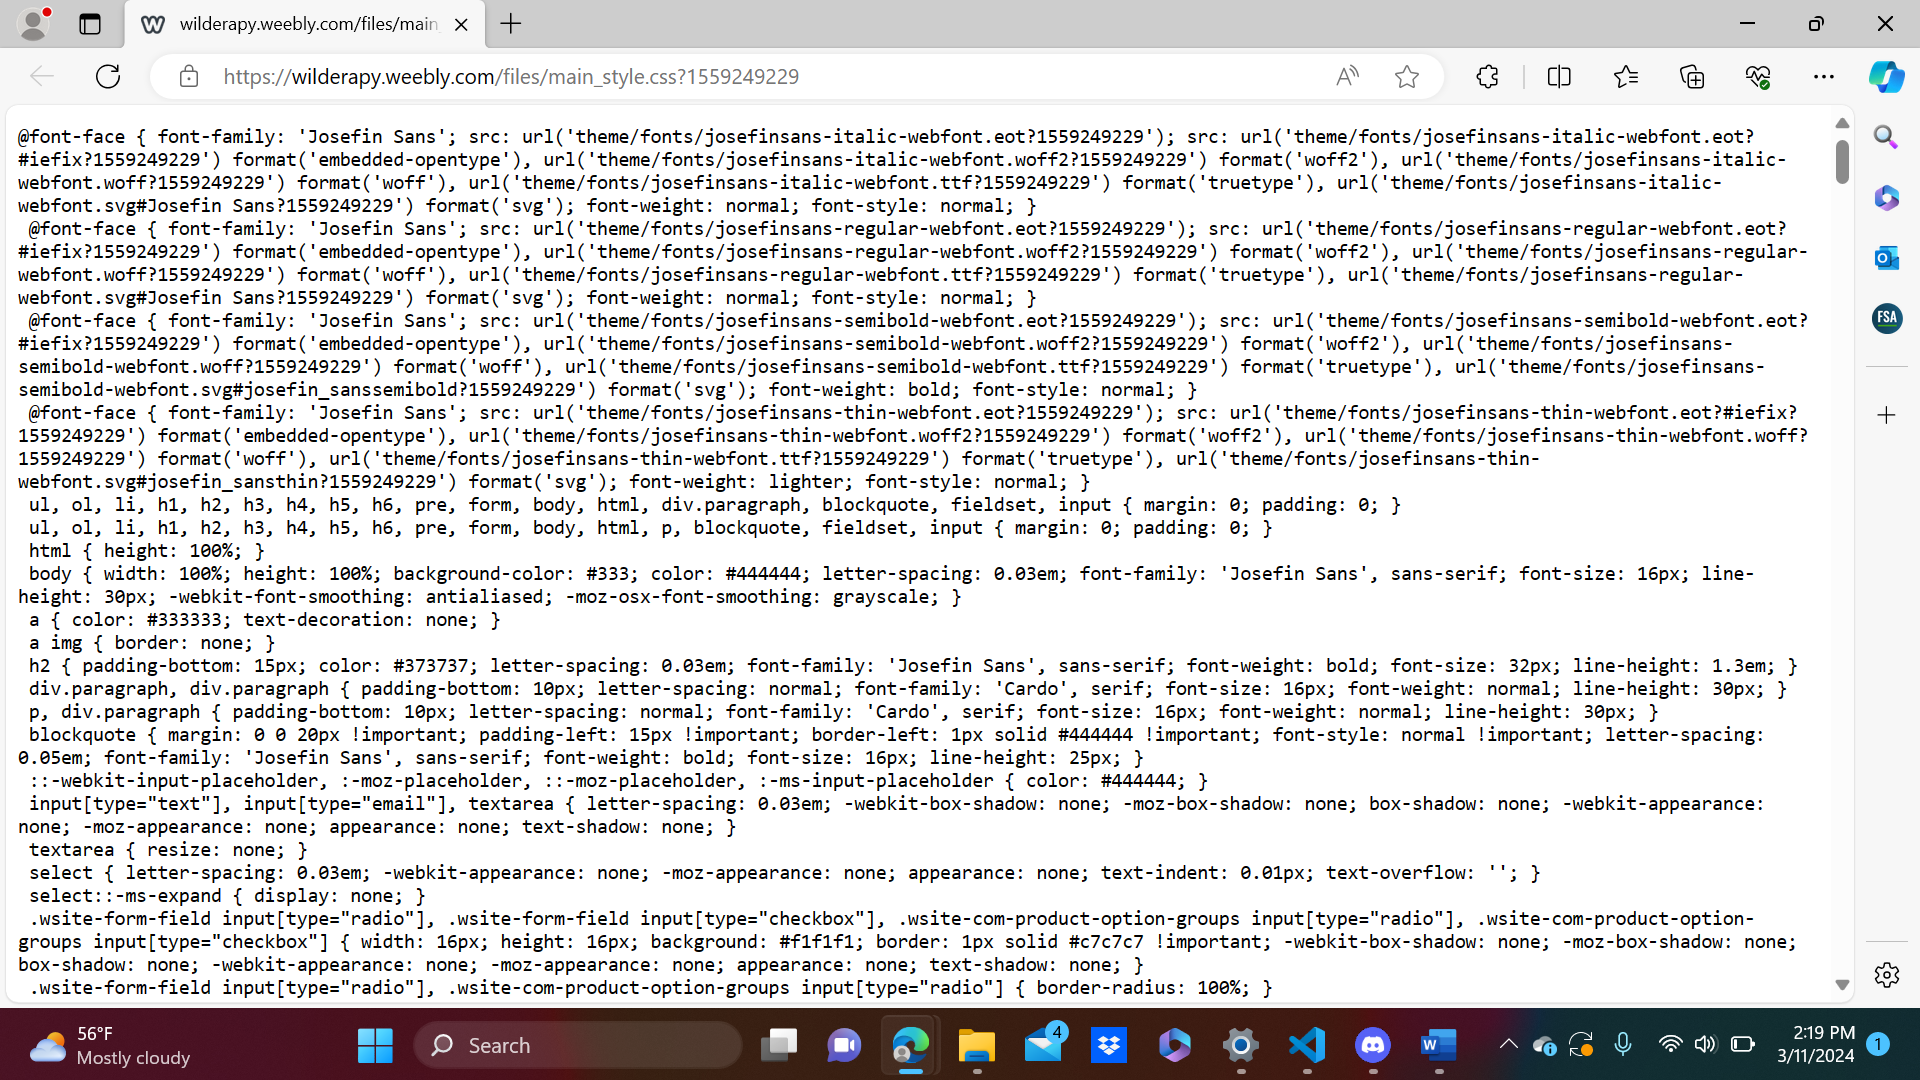 wilderapy.weebly.com/files/main_
https://wilderapy.weebly.com/files/main_style.css?1559249229
@font-face { font-family: 'Josefin Sans'; src: url('theme/fonts/josefinsans-italic-webfont.eot?1559249229'); src: url('theme/fonts/josefinsans-italic-webfont.eot?
#iefix?1559249229') format('embedded-opentype'), url('theme/fonts/josefinsans-italic-webfont.woff2?1559249229') format('woff2'), url('theme/fonts/josefinsans-italic-
webfont.woff?1559249229') format('woff'), url('theme/fonts/josefinsans-italic-webfont.ttf?1559249229') format('truetype'), url('theme/fonts/josefinsans-italic-
webfont.svg#Josefin Sans?1559249229') format('svg'); font-weight: normal; font-style: normal; }
@font-face { font-family: 'Josefin Sans'; src: url('theme/fonts/josefinsans-regular-webfont.eot?1559249229'); src: url('theme/fonts/josefinsans-regular-webfont.eot?
#iefix?1559249229') format('embedded-opentype'), url('theme/fonts/josefinsans-regular-webfont.woff2?1559249229') format('woff2'), url('theme/fonts/josefinsans-regular-
webfont.woff?1559249229') format('woff'), url('theme/fonts/josefinsans-regular-webfont.ttf?1559249229') format('truetype'), url('theme/fonts/josefinsans-regular-
webfont.svg#Josefin Sans?1559249229') format('svg'); font-weight: normal; font-style: normal; }
@font-face { font-family: 'Josefin Sans'; src: url('theme/fonts/josefinsans-semibold-webfont.eot?1559249229'); src: url('theme/fonts/josefinsans-semibold-webfont.eot?
#iefix?1559249229') format('embedded-opentype'), url('theme/fonts/josefinsans-semibold-webfont.woff2?1559249229') format('woff2'), url('theme/fonts/josefinsans-
semibold-webfont.woff?1559249229') format('woff'), url('theme/fonts/josefinsans-semibold-webfont.ttf?1559249229') format('truetype'), url('theme/fonts/josefinsans-
semibold-webfont.svg#josefin_sanssemibold?1559249229') format('svg'); font-weight: bold; font-style: normal; }
@font-face { font-family: 'Josefin Sans'; src: url('theme/fonts/josefinsans-thin-webfont.eot?1559249229'); src: url('theme/fonts/josefinsans-thin-webfont.eot?#iefix?
1559249229') format('embedded-opentype'), url('theme/fonts/josefinsans-thin-webfont.woff2?1559249229') format('woff2'), url('theme/fonts/josefinsans-thin-webfont.woff?
1559249229') format('woff'), url('theme/fonts/josefinsans-thin-webfont.ttf?1559249229') format('truetype'), url('theme/fonts/josefinsans-thin-
webfont.svg#josefin_sansthin?1559249229') format('svg'); font-weight: lighter; font-style: normal; }
ul, ol, li, h1, h2, h3, h4, h5, h6, pre, form, body, html, div.paragraph, blockquote, fieldset, input { margin: 0; padding: 0; }
ul, ol, li, h1, h2, h3, h4, h5, h6, pre, form, body, html, p, blockquote, fieldset, input { margin: 0; padding: 0; }
html { height: 100%; }
body { width: 100%; height: 100%; background-color: #333; color: #444444; letter-spacing: 0.03em; font-family: 'Josefin Sans', sans-serif; font-size: 16px; line-
height: 30px; -webkit-font-smoothing: antialiased; -moz-osx-font-smoothing: grayscale; }
a { color: #333333; text-decoration: none; }
a img { border: none; }
h2 { padding-bottom: 15px; color: #373737; letter-spacing: 0.03em; font-family: 'Josefin Sans', sans-serif; font-weight: bold; font-size: 32px; line-height: 1.3em; }
div.paragraph, div.paragraph { padding-bottom: 10px; letter-spacing: normal; font-family: 'Cardo', serif; font-size: 16px; font-weight: normal; line-height: 30px; }
p, div.paragraph { padding-bottom: 10px; letter-spacing: normal; font-family: 'Cardo', serif; font-size: 16px; font-weight: normal; line-height: 30px; }
blockquote { margin: 0 0 20px !important; padding-left: 15px !important; border-left: 1px solid #444444 !important; font-style: normal !important; letter-spacing:
0.05em; font-family: 'Josefin Sans', sans-serif; font-weight: bold; font-size: 16px; line-height: 25px; }
::-webkit-input-placeholder, :-moz-placeholder, ::-moz-placeholder, :-ms-input-placeholder { color: #444444; }
input[type="text"], input[type="email"], textarea { letter-spacing: 0.03em; -webkit-box-shadow: none; -moz-box-shadow: none; box-shadow: none; -webkit-appearance:
none; -moz-appearance: none; appearance: none; text-shadow: none; }
textarea { resize: none; }
select { letter-spacing: 0.03em; -webkit-appearance: none; -moz-appearance: none; appearance: none; text-indent: 0.01px; text-overflow: ''; }
select::-ms-expand { display: none; }
.wsite-form-field input[type="radio"], .wsite-form-field input[type="checkbox"], .wsite-com-product-option-groups input[type="radio"], .wsite-com-product-option-
groups input[type="checkbox"] { width: 16px; height: 16px; background: #f1f1f1; border: 1px solid #c7c7c7 !important; -webkit-box-shadow: none; -moz-box-shadow: none;
box-shadow: none; -webkit-appearance: none; -moz-appearance: none; appearance: none; text-shadow: none; }
.wsite-form-field input[type="radio"], .wsite-com-product-option-groups input[type="radio"] { border-radius: 100%; }
FSA
56°F
Mostly cloudy
Search
4
2:19 PM
3/11/2024
1